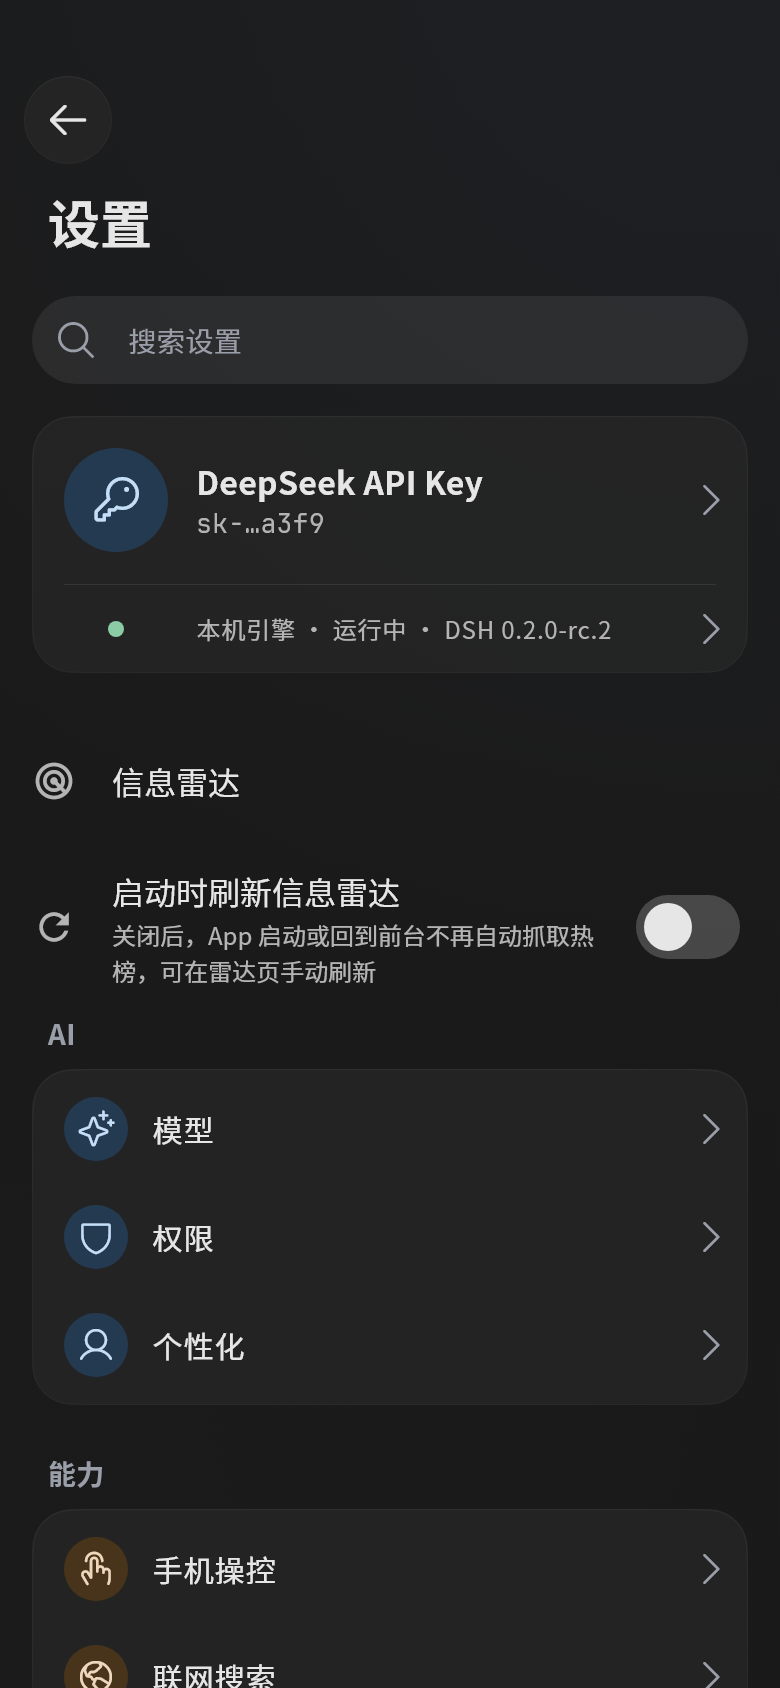 设置
搜索设置
DeepSeek API Key
sk-…a3f9
本机引擎 · 运行中 · DSH 0.2.0-rc.2
信息雷达
启动时刷新信息雷达
关闭后，App 启动或回到前台不再自动抓取热
榜，可在雷达页手动刷新
AI
模型
权限
个性化
能力
手机操控
联网搜索